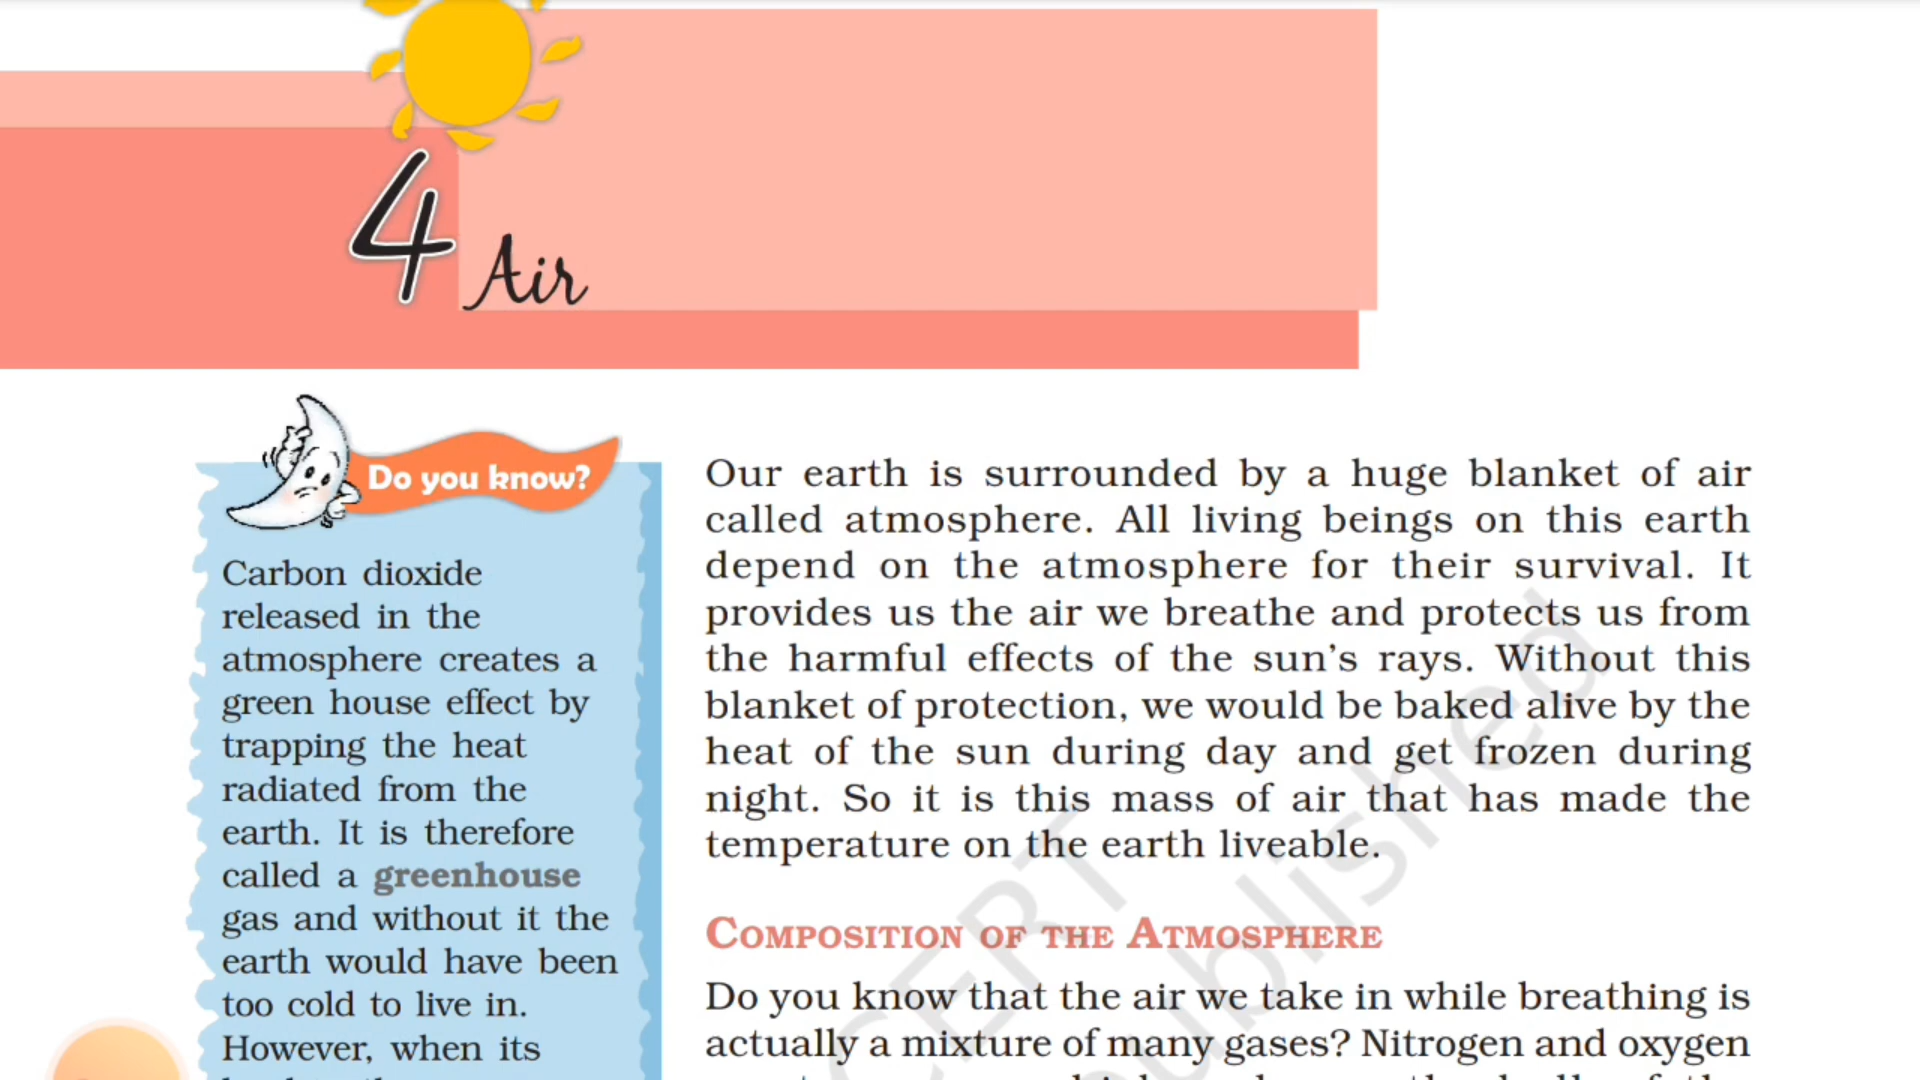 4 Air
Do you know?
Carbon dioxide
released in the
atmosphere creates a
green house effect by
trapping the heat
radiated from the
earth. It is therefore
called a greenhouse
gas and without it the
earth would have been
too cold to live in.
However, when its
Our earth is surrounded by a huge blanket of air
called atmosphere. All living beings on this earth
depend on the atmosphere for their survival. It
provides us the air we breathe and protects us from
the harmful effects of the sun’s rays. Without this
blanket of protection, we would be baked alive by the
heat of the sun during day and get frozen during
night. So it is this mass of air that has made the
temperature on the earth liveable.
COMPOSITION OF THE ATMOSPHERE
Do you know that the air we take in while breathing is
actually a mixture of many gases? Nitrogen and oxygen
CERT
ublished